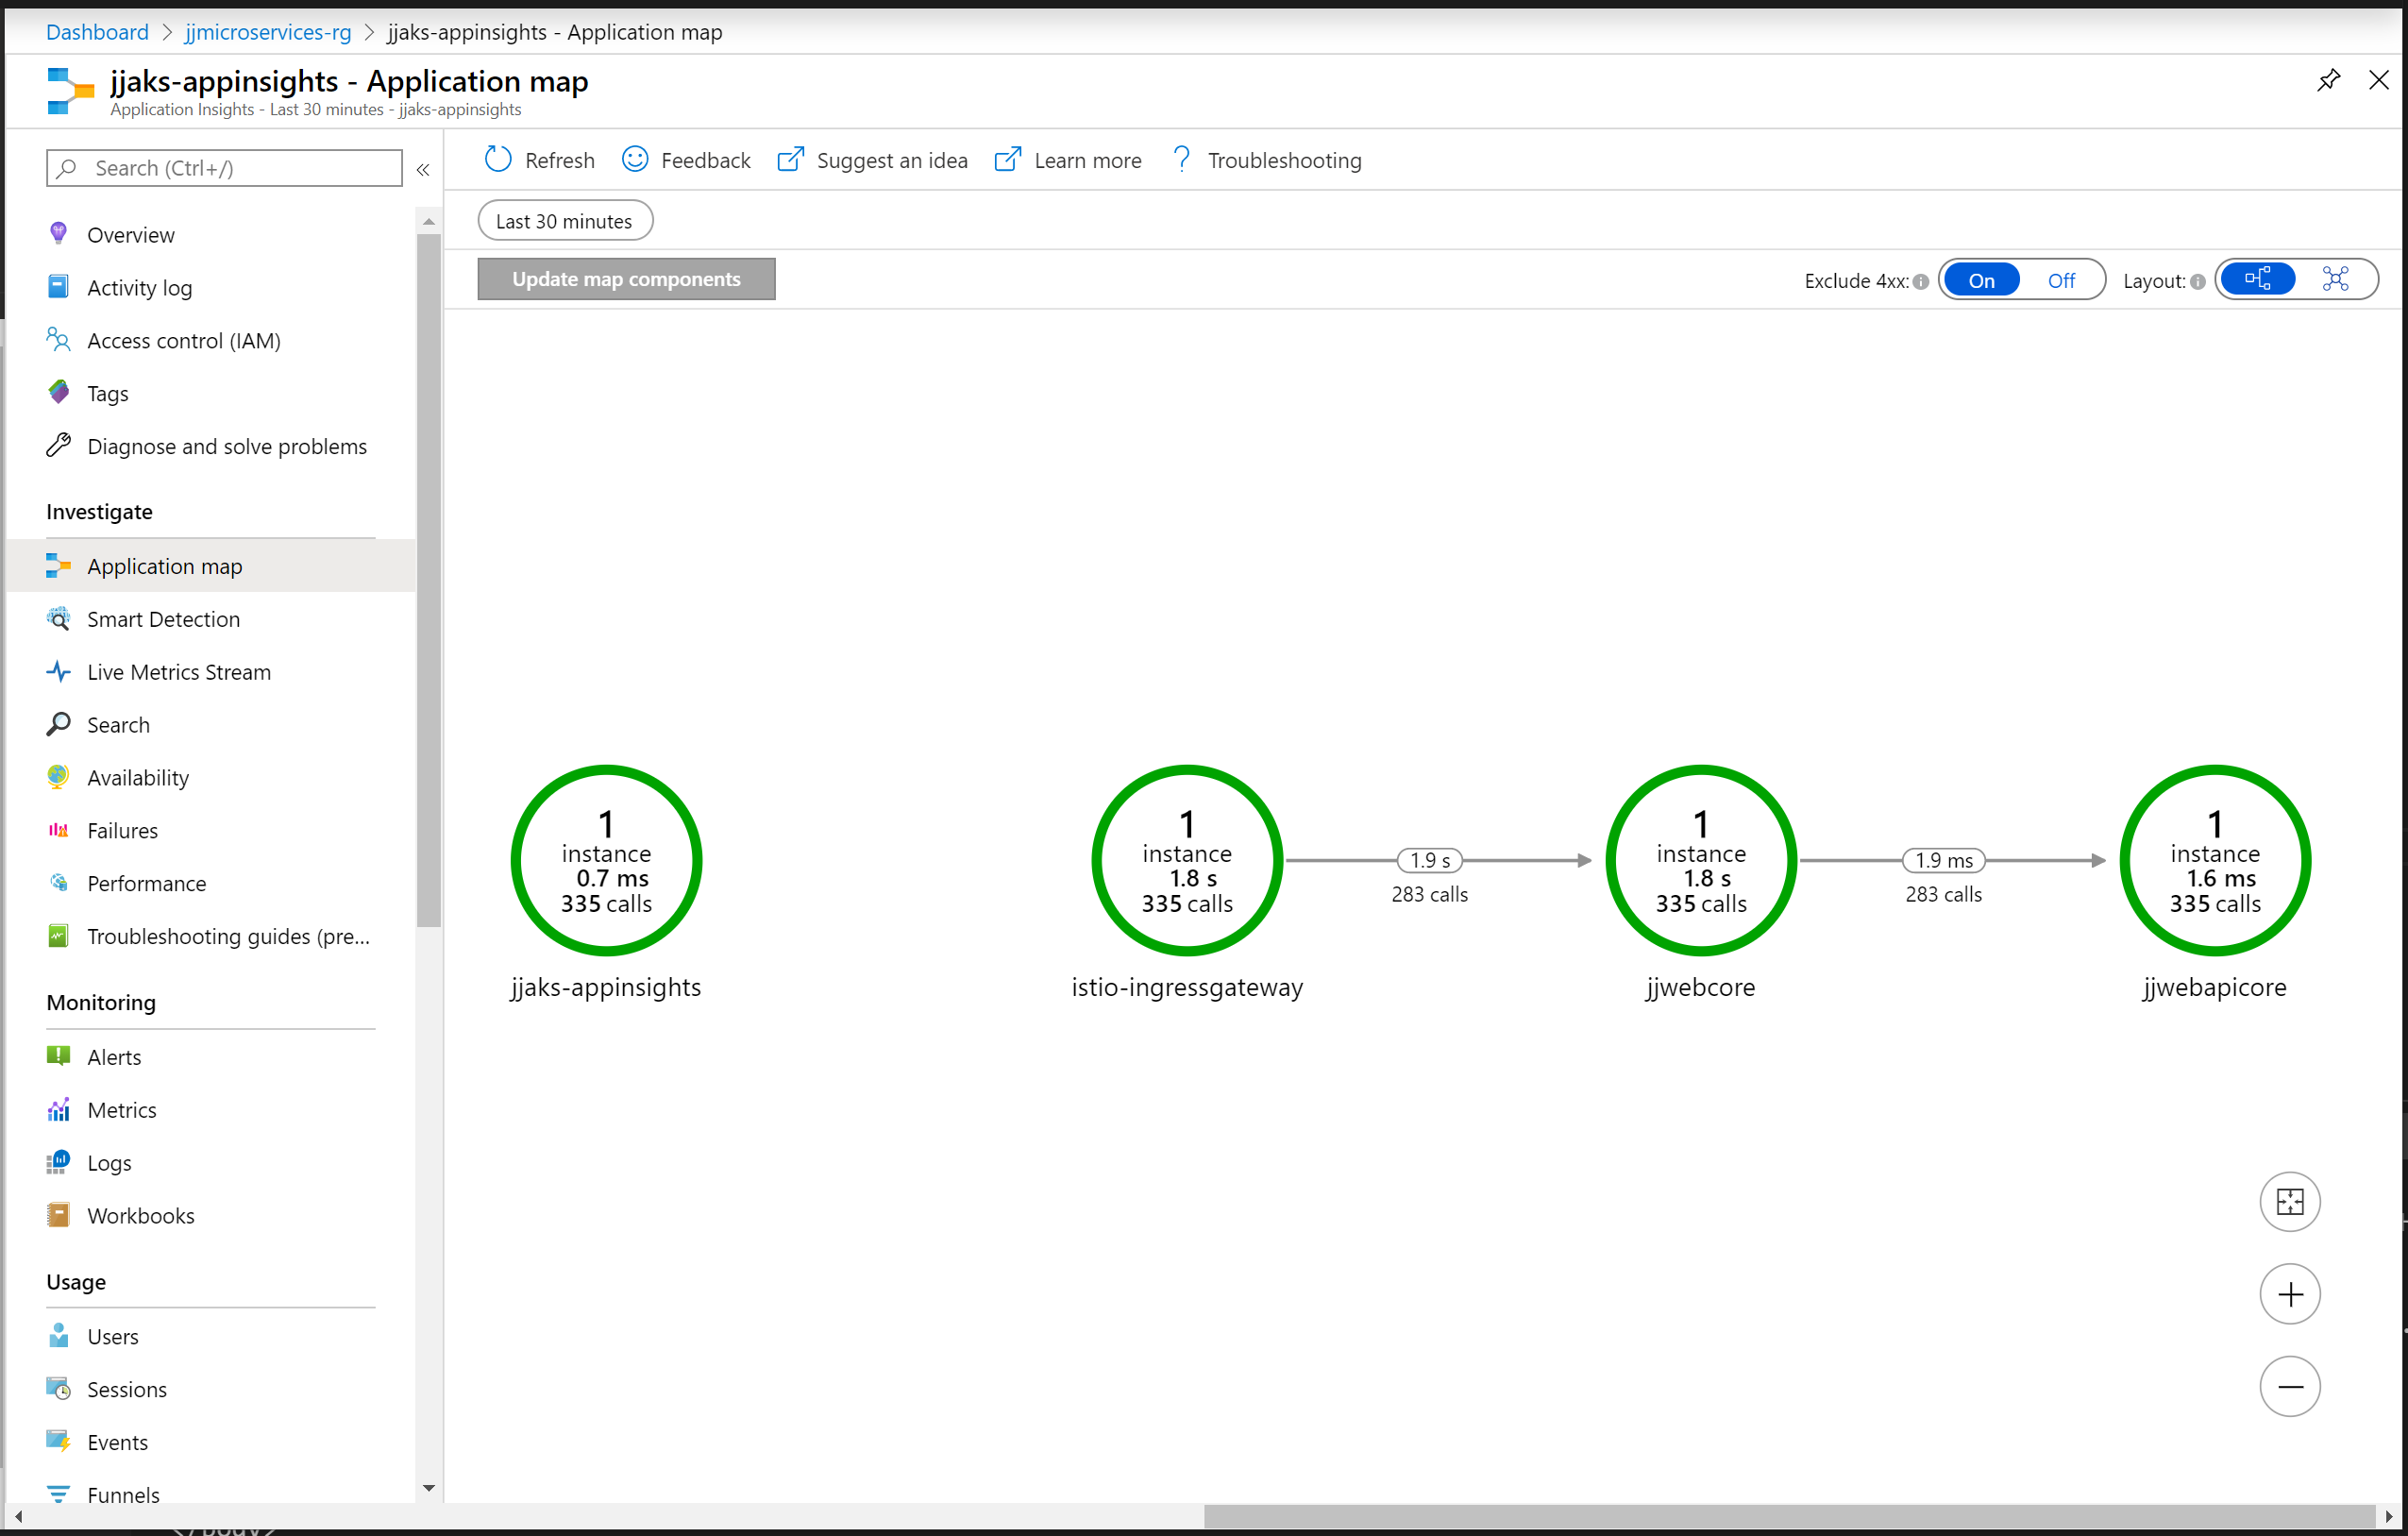 Dashboard > jjmicroservices-rg > jjaks-appinsights - Application map
jjaks-appinsights - Application map
Application Insights - Last 30 minutes - jjaks-appinsights
Search (Ctrl+/)
«
Refresh
Feedback
Suggest an idea
Learn more
? Troubleshooting
Last 30 minutes
Update map components
Exclude 4xx:
On
Off
Layout:
Overview
Activity log
Access control (IAM)
Tags
Diagnose and solve problems
Investigate
Application map
Smart Detection
Live Metrics Stream
Search
Availability
Failures
Performance
Troubleshooting guides (pre...
Monitoring
Alerts
Metrics
Logs
Workbooks
Usage
Users
Sessions
Events
Funnels
1
instance
0.7 ms
335 calls
jjaks-appinsights
1
instance
1.8 s
335 calls
istio-ingressgateway
1.9 s
283 calls
1
instance
1.8 s
335 calls
jjwebcore
1.9 ms
283 calls
1
instance
1.6 ms
335 calls
jjwebapicore